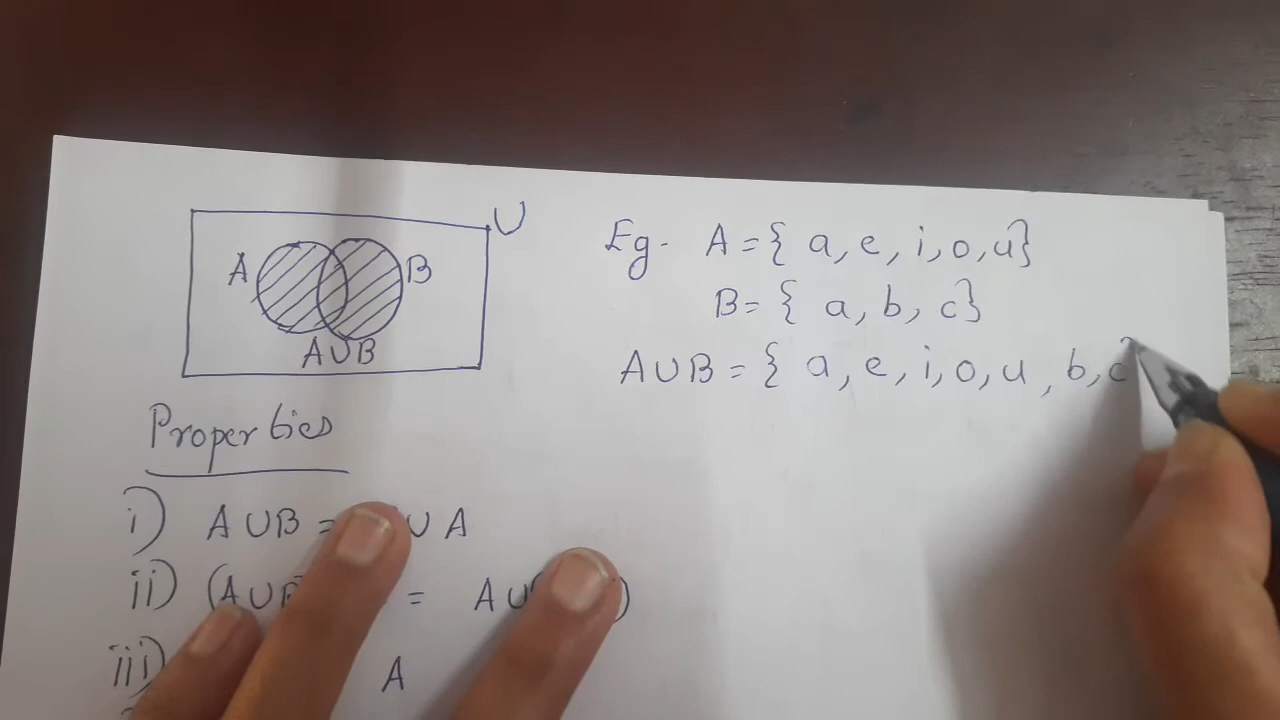 U
A B
A∪B
Eg- A={ a, e, i, o, u}
B= { a, b, c}
A∪B = { a, e, i, o, u , b, c
Properties
i) A∪B = ∪ A
ii) (A∪B = A∪ )
iii) A